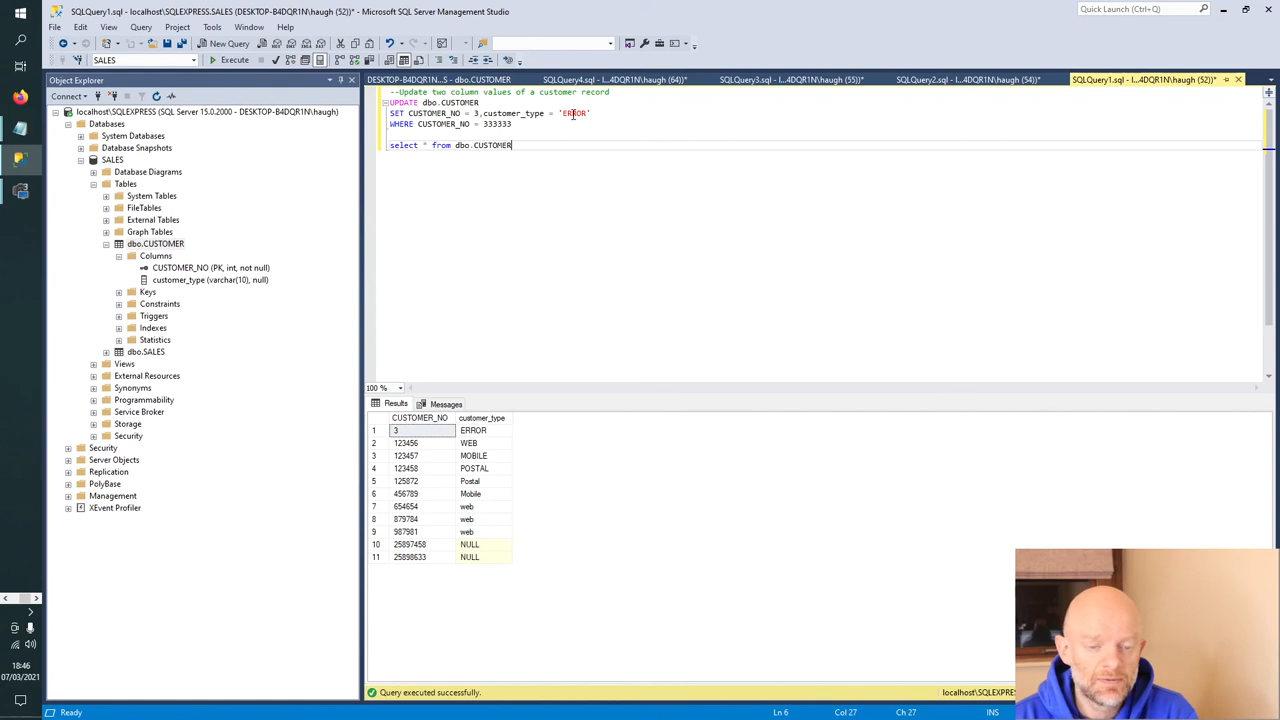 SQLQuery1.sql - localhost\SQLEXPRESS.SALES (DESKTOP-B4DQR1N\haugh (52))* - Microsoft SQL Server Management Studio
Quick Launch (Ctrl+Q)
File Edit View Query Project Tools Window Help
New Query
SALES Execute
Object Explorer
Connect
localhost\SQLEXPRESS (SQL Server 15.0.2000 - DESKTOP-B4DQR1N\haugh)
Databases
System Databases
Database Snapshots
SALES
Database Diagrams
Tables
System Tables
FileTables
External Tables
Graph Tables
dbo.CUSTOMER
Columns
CUSTOMER_NO (PK, int, not null)
customer_type (varchar(10), null)
Keys
Constraints
Triggers
Indexes
Statistics
dbo.SALES
Views
External Resources
Synonyms
Programmability
Service Broker
Security
Security
Server Objects
Replication
PolyBase
Management
XEvent Profiler
DESKTOP-B4DQR1N\...S - dbo.CUSTOMER SQLQuery4.sql - l...4DQR1N\haugh (64))* SQLQuery3.sql - l...4DQR1N\haugh (55))* SQLQuery2.sql - l...4DQR1N\haugh (54))* SQLQuery1.sql - l...4DQR1N\haugh (52))*
--Update two column values of a customer record
UPDATE dbo.CUSTOMER
SET CUSTOMER_NO = 3,customer_type = 'ERROR'
WHERE CUSTOMER_NO = 333333
select * from dbo.CUSTOMER
100 %
Results Messages
CUSTOMER_NO customer_type
1 3 ERROR
2 123456 WEB
3 123457 MOBILE
4 123458 POSTAL
5 125872 Postal
6 456789 Mobile
7 654654 web
8 879784 web
9 987981 web
10 25897458 NULL
11 25898633 NULL
Query executed successfully.
Ready Ln 6 Col 27 Ch 27 INS
18:46
07/03/2021